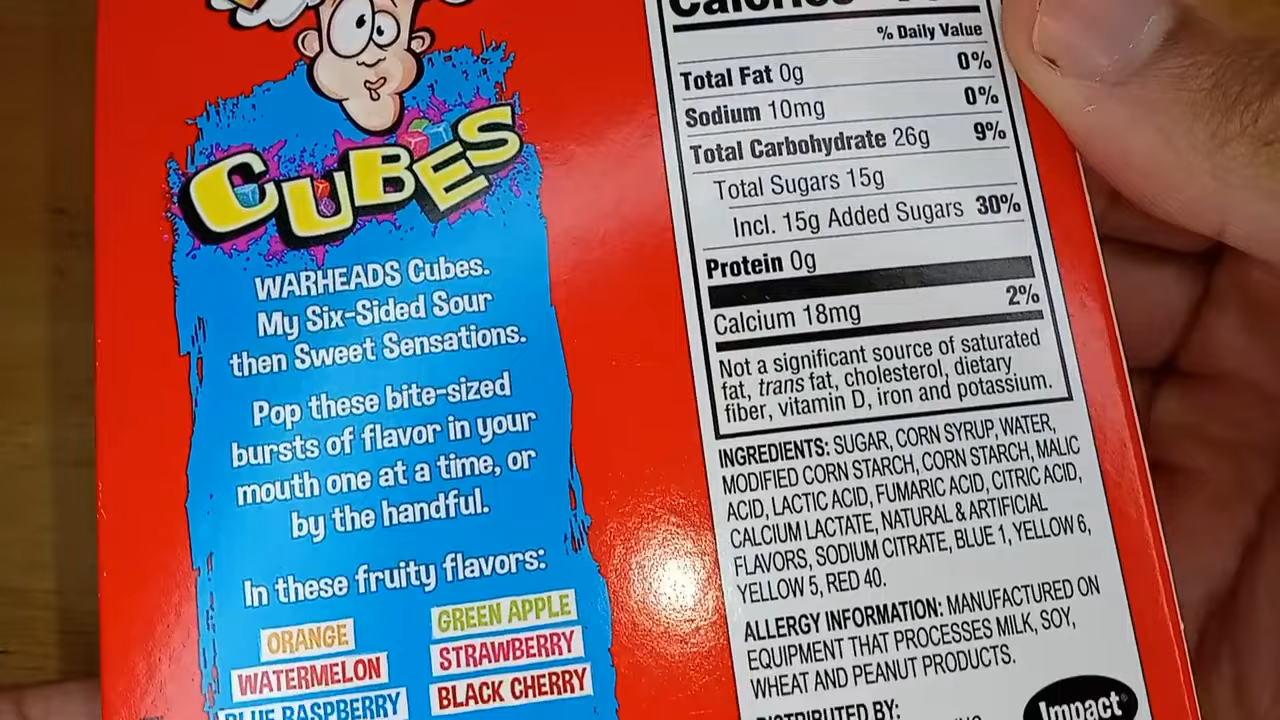 CUBES
WARHEADS Cubes.
My Six-Sided Sour
then Sweet Sensations.
Pop these bite-sized
bursts of flavor in your
mouth one at a time, or
by the handful.
In these fruity flavors:
ORANGE
WATERMELON
BLUE RASPBERRY
GREEN APPLE
STRAWBERRY
BLACK CHERRY
Calories
% Daily Value
Total Fat 0g 0%
Sodium 10mg 0%
Total Carbohydrate 26g 9%
Total Sugars 15g
Incl. 15g Added Sugars 30%
Protein 0g
Calcium 18mg 2%
Not a significant source of saturated
fat, trans fat, cholesterol, dietary
fiber, vitamin D, iron and potassium.
INGREDIENTS: SUGAR, CORN SYRUP, WATER,
MODIFIED CORN STARCH, CORN STARCH, MALIC
ACID, LACTIC ACID, FUMARIC ACID, CITRIC ACID,
CALCIUM LACTATE, NATURAL & ARTIFICIAL
FLAVORS, SODIUM CITRATE, BLUE 1, YELLOW 6,
YELLOW 5, RED 40.
ALLERGY INFORMATION: MANUFACTURED ON
EQUIPMENT THAT PROCESSES MILK, SOY,
WHEAT AND PEANUT PRODUCTS.
DISTRIBUTED BY:
Impact